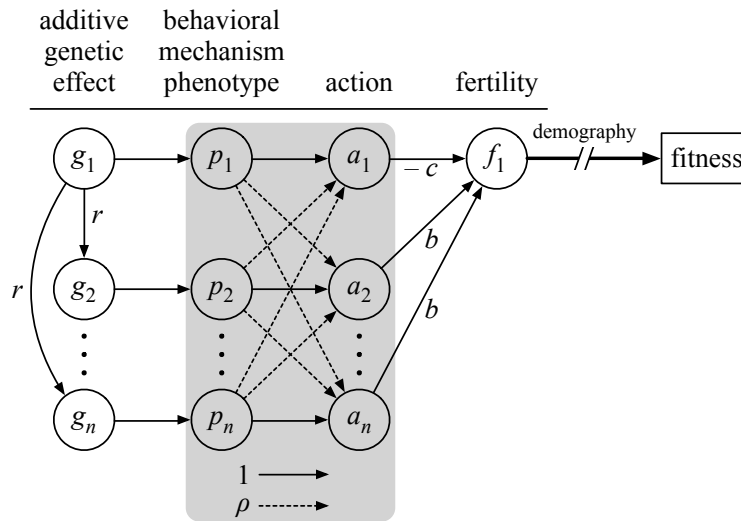 additive behavioral
genetic mechanism
effect phenotype action fertility
demography
g1 p1 a1 – c f1 fitness
r
b
r g2 p2 a2
b
gn pn an
1
ρ